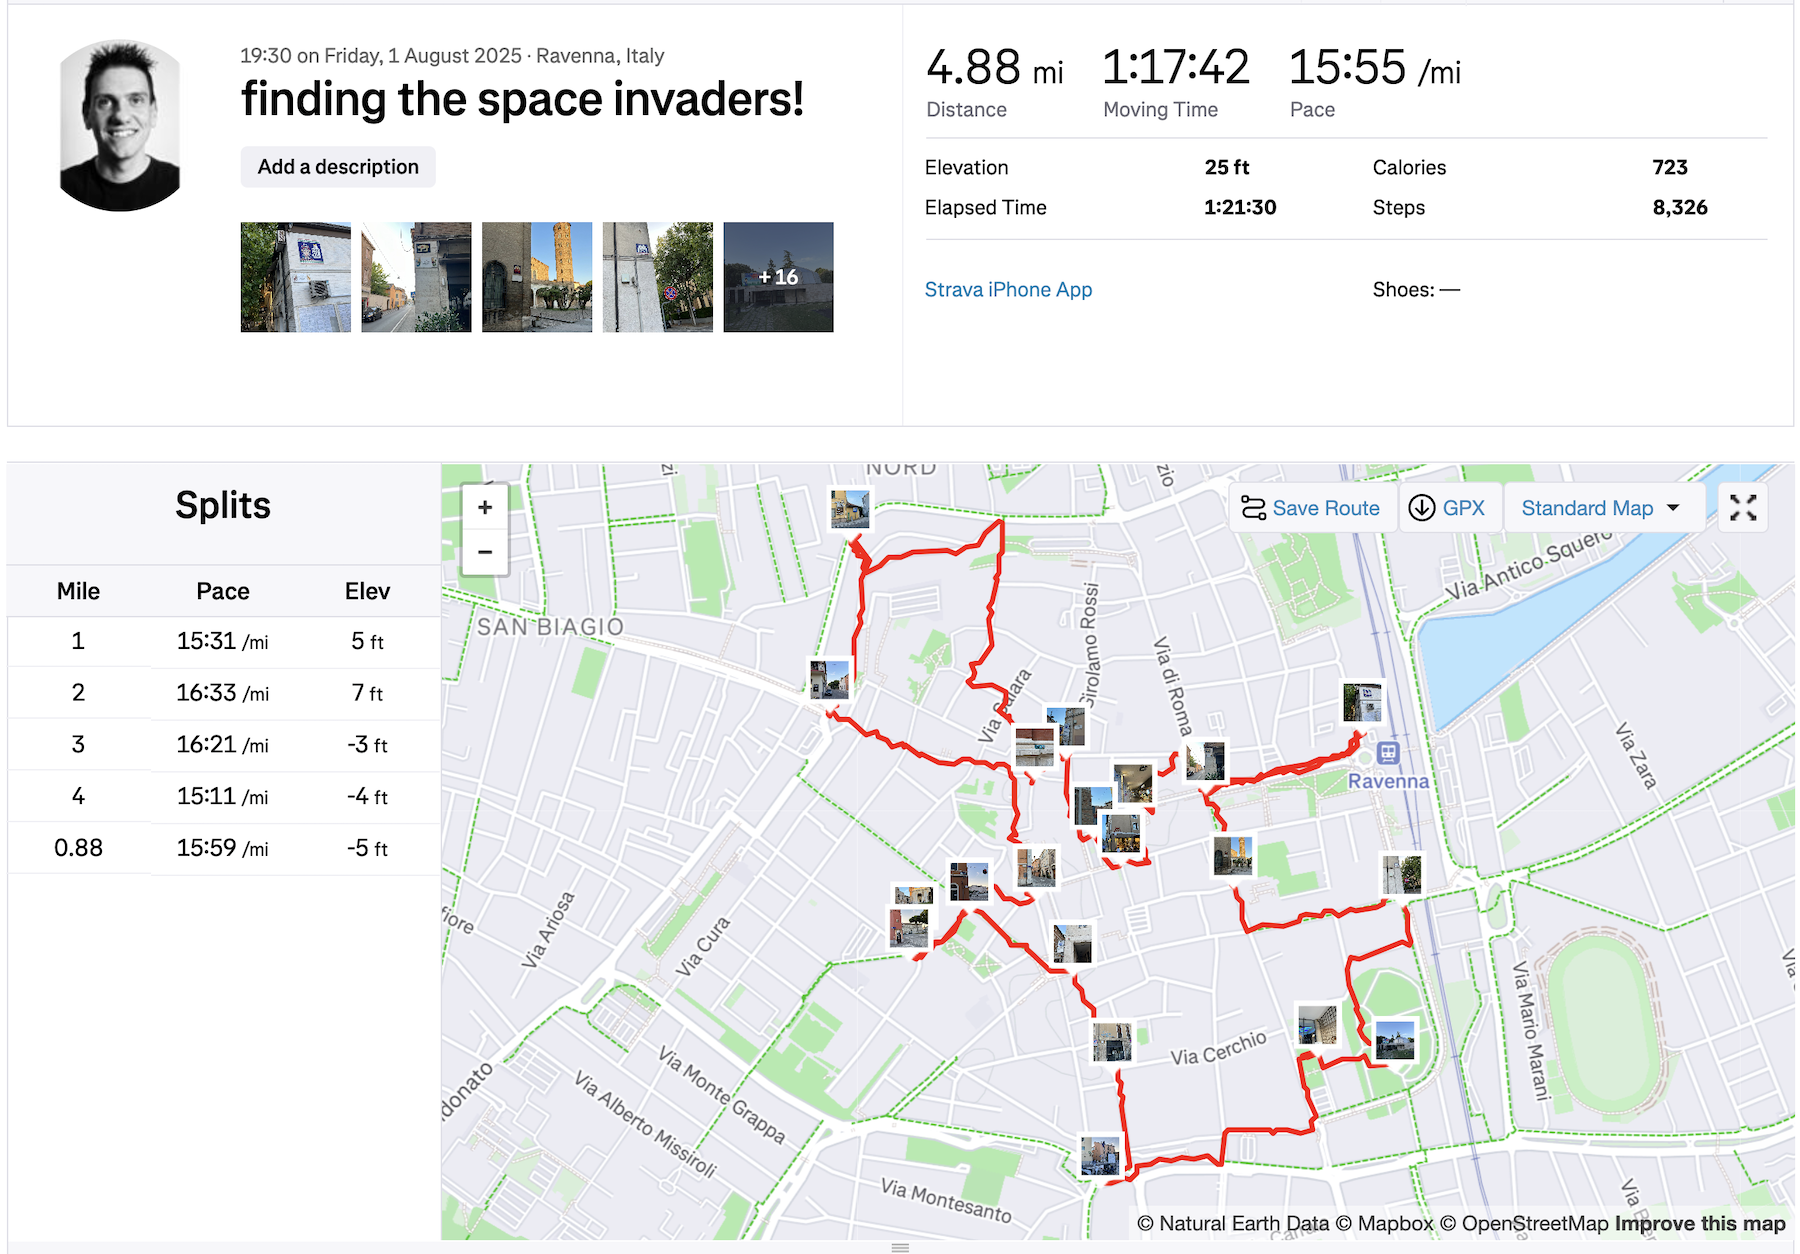 19:30 on Friday, 1 August 2025 · Ravenna, Italy
finding the space invaders!
Add a description
+16
4.88 mi
Distance
1:17:42
Moving Time
15:55 /mi
Pace
Elevation 25 ft Calories 723
Elapsed Time 1:21:30 Steps 8,326
Strava iPhone App Shoes: —
Splits
Mile Pace Elev
1 15:31 /mi 5 ft
2 16:33 /mi 7 ft
3 16:21 /mi -3 ft
4 15:11 /mi -4 ft
0.88 15:59 /mi -5 ft
+
−
Save Route
GPX
Standard Map
NORD
SAN BIAGIO
Via Antico Squero
Girolamo Rossi
Via di Roma
Ravenna
Via Zara
Via Ariosa
Via Cura
Via Cerchio
Via Mario Marani
Via Monte Grappa
Via Alberto Missiroli
Via Montesanto
© Natural Earth Data © Mapbox © OpenStreetMap Improve this map